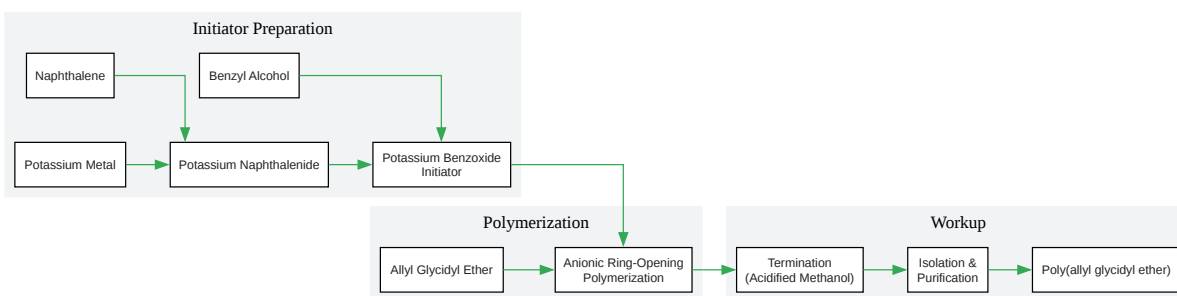 Initiator Preparation
Naphthalene
Benzyl Alcohol
Potassium Metal
Potassium Naphthalenide
Potassium Benzoxide
Initiator
Polymerization
Workup
Allyl Glycidyl Ether
Anionic Ring-Opening
Polymerization
Termination
(Acidified Methanol)
Isolation &
Purification
Poly(allyl glycidyl ether)